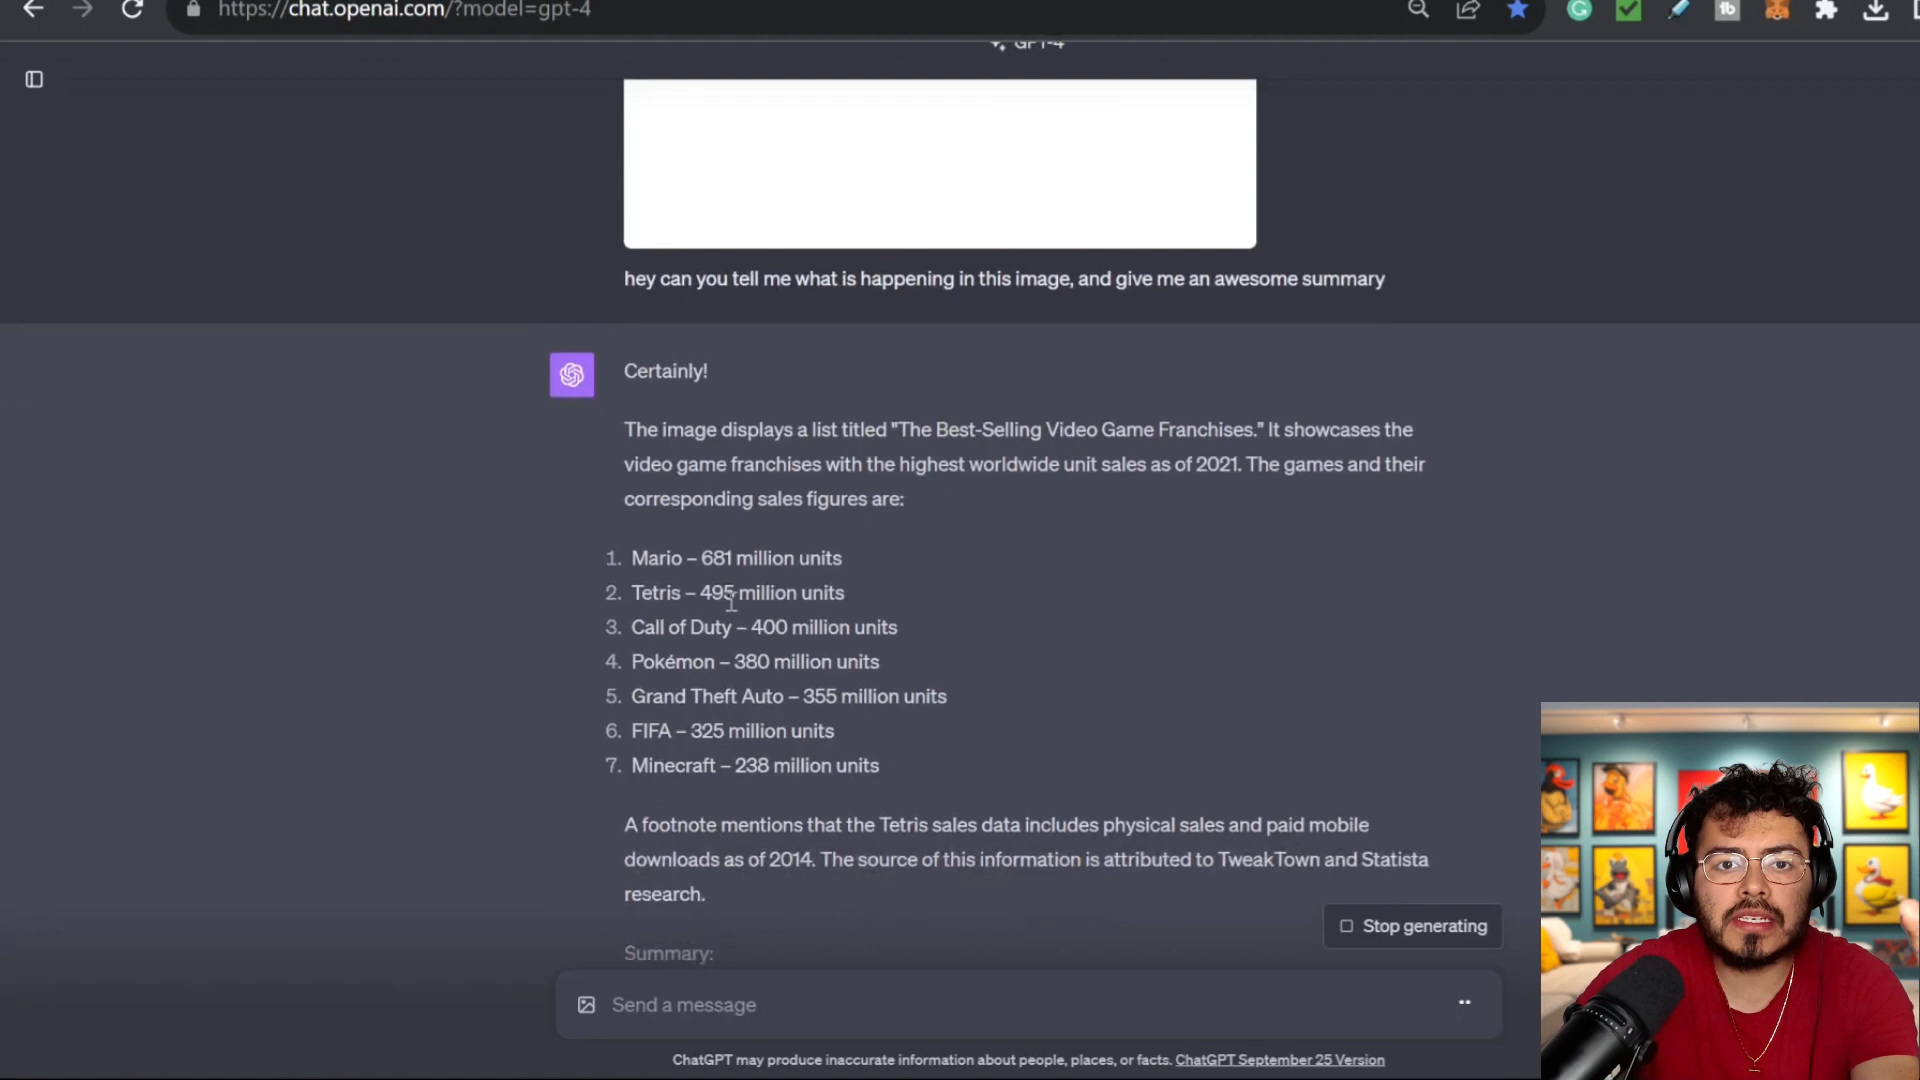 https://chat.openai.com/?model=gpt-4
GPT-4
hey can you tell me what is happening in this image, and give me an awesome summary
Certainly!
The image displays a list titled "The Best-Selling Video Game Franchises." It showcases the
video game franchises with the highest worldwide unit sales as of 2021. The games and their
corresponding sales figures are:
1. Mario – 681 million units
2. Tetris – 495 million units
3. Call of Duty – 400 million units
4. Pokémon – 380 million units
5. Grand Theft Auto – 355 million units
6. FIFA – 325 million units
7. Minecraft – 238 million units
A footnote mentions that the Tetris sales data includes physical sales and paid mobile
downloads as of 2014. The source of this information is attributed to TweakTown and Statista
research.
Stop generating
Summary:
Send a message
ChatGPT may produce inaccurate information about people, places, or facts. ChatGPT September 25 Version